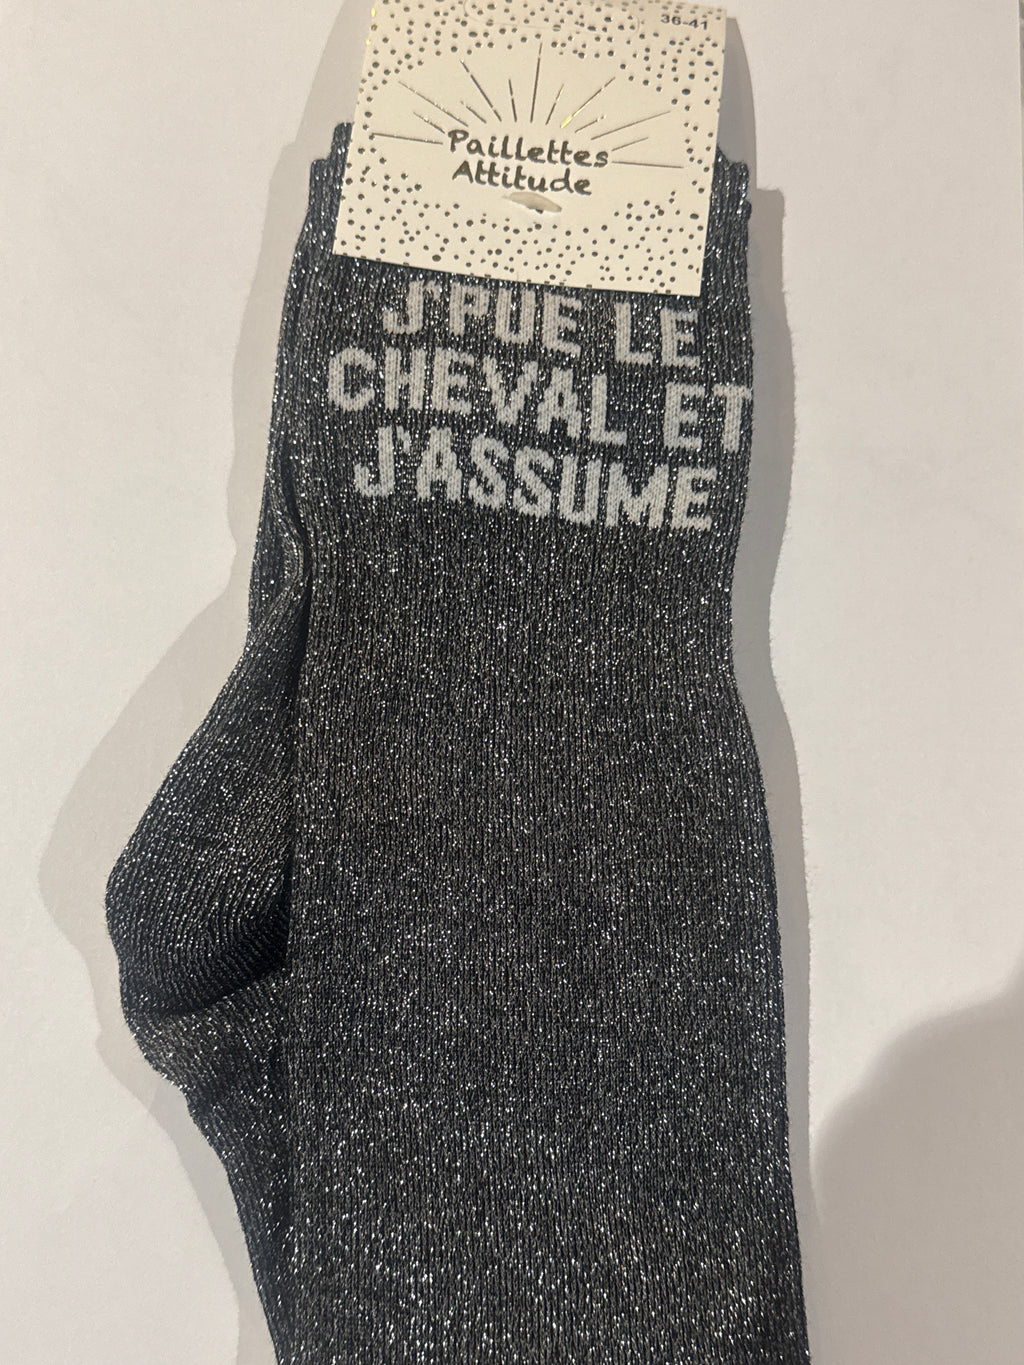 36-41
Paillettes
Attitude
J'PUE LE
CHEVAL ET
J'ASSUME